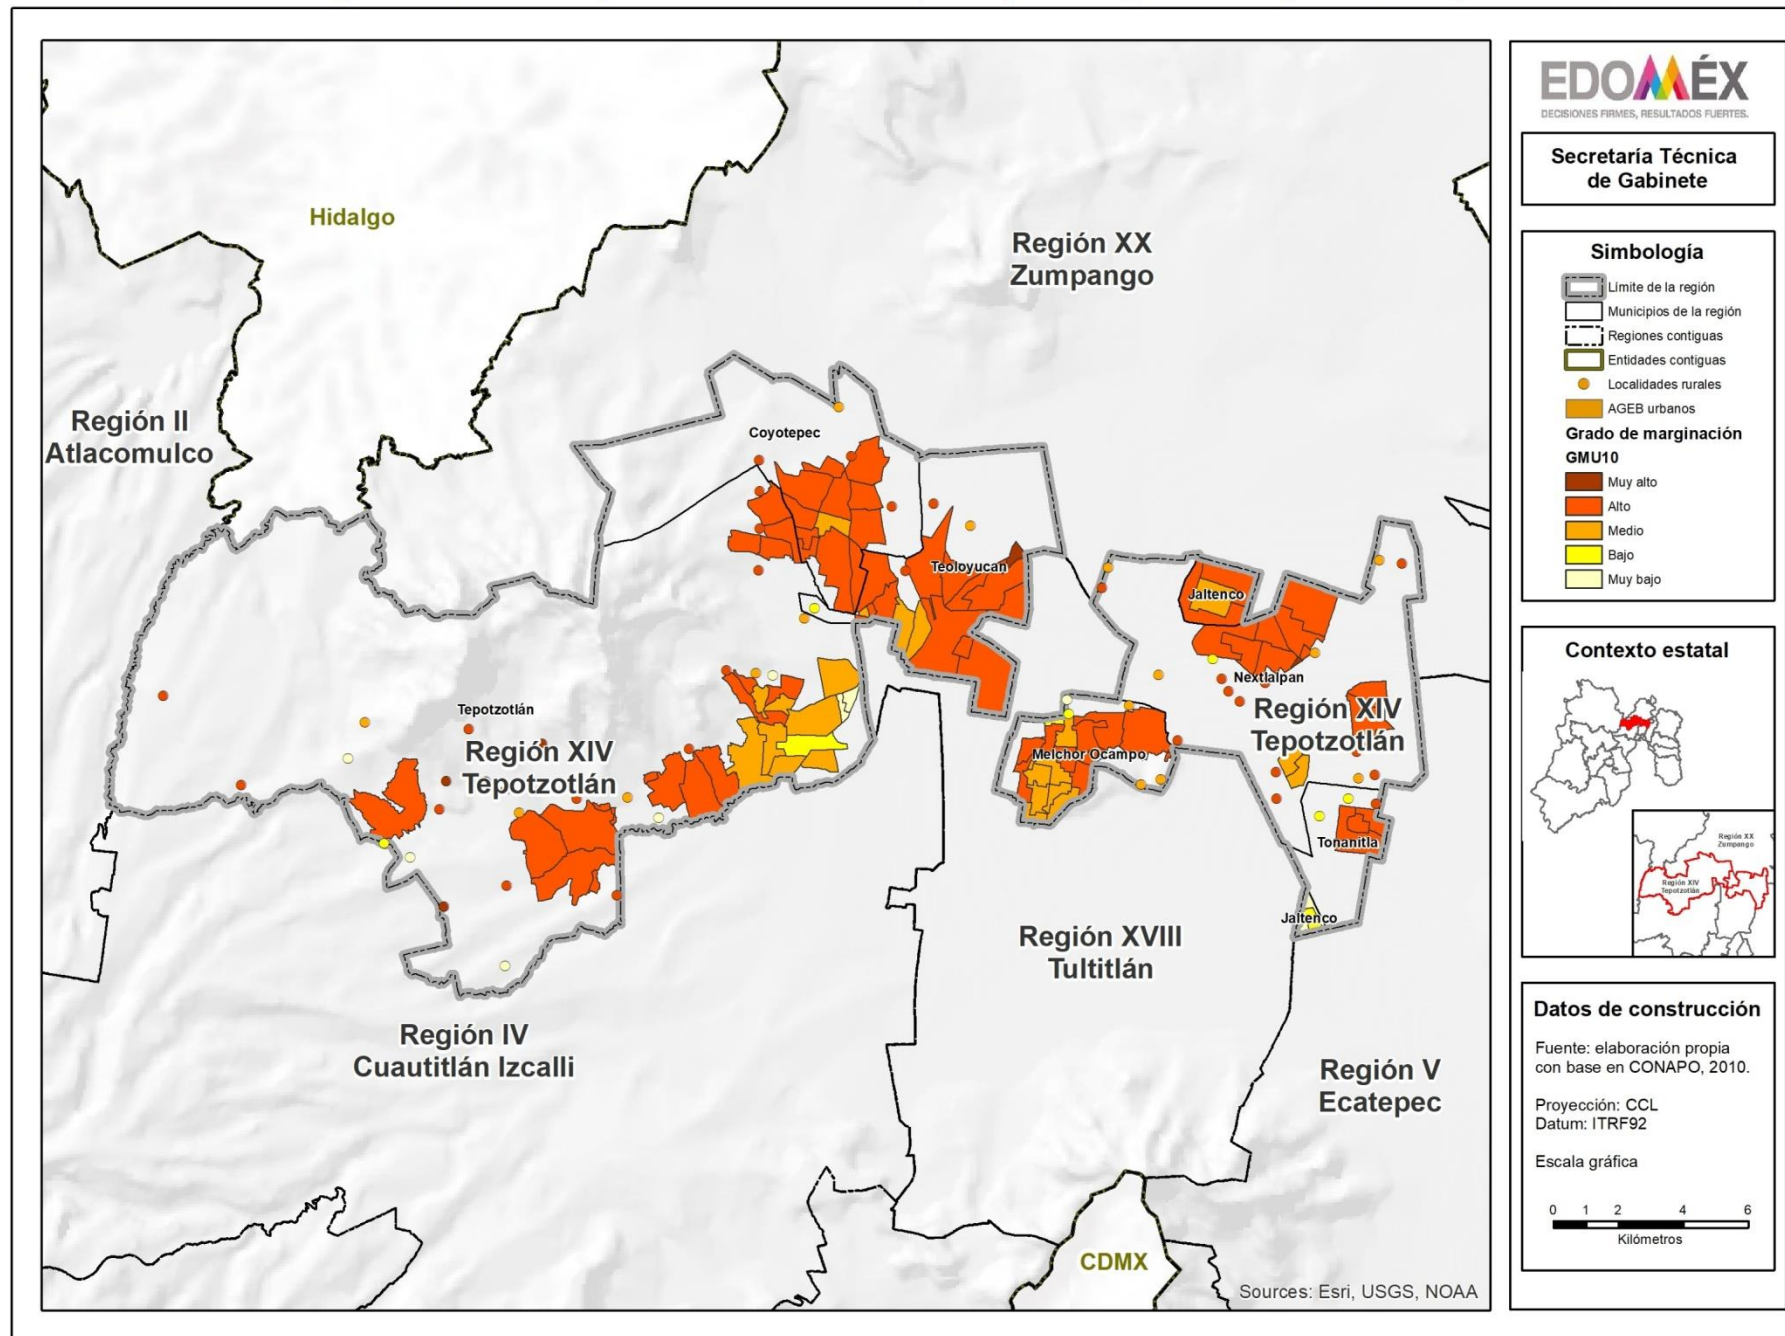 Hidalgo
Región XX
Zumpango
Región II
Atlacomulco
Coyotepec
Teoloyucan
Jaltenco
Nextlalpan
Región XIV
Tepotzotlán
Tepotzotlán
Región XIV
Tepotzotlán
Melchor Ocampo
Tonanitla
Jaltenco
Región XVIII
Tultitlán
Región IV
Cuautitlán Izcalli
Región V
Ecatepec
CDMX
Sources: Esri, USGS, NOAA
EDOMÉX
DECISIONES FIRMES, RESULTADOS FUERTES.
Secretaría Técnica
de Gabinete
Simbología
Límite de la región
Municipios de la región
Regiones contiguas
Entidades contiguas
Localidades rurales
AGEB urbanos
Grado de marginación
GMU10
Muy alto
Alto
Medio
Bajo
Muy bajo
Contexto estatal
Región XX
Zumpango
Región XIV
Tepotzotlán
Datos de construcción
Fuente: elaboración propia
con base en CONAPO, 2010.
Proyección: CCL
Datum: ITRF92
Escala gráfica
0 1 2 4 6
Kilómetros